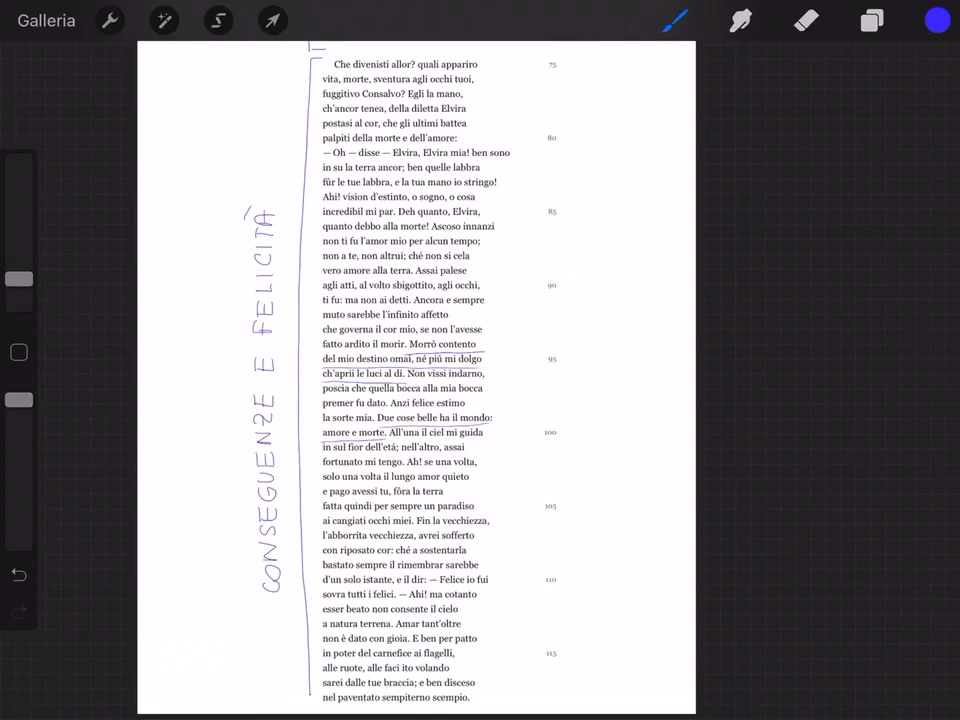 Galleria
CONSEGUENZE E FELICITÀ
Che divenisti allor? quali appariro 75
vita, morte, sventura agli occhi tuoi,
fuggitivo Consalvo? Egli la mano,
ch'ancor tenea, della diletta Elvira
postasi al cor, che gli ultimi battea
palpiti della morte e dell'amore: 80
— Oh — disse — Elvira, Elvira mia! ben sono
in su la terra ancor; ben quelle labbra
fûr le tue labbra, e la tua mano io stringo!
Ahi! vision d'estinto, o sogno, o cosa
incredibil mi par. Deh quanto, Elvira, 85
quanto debbo alla morte! Ascoso innanzi
non ti fu l'amor mio per alcun tempo;
non a te, non altrui; ché non si cela
vero amore alla terra. Assai palese
agli atti, al volto sbigottito, agli occhi, 90
ti fu: ma non ai detti. Ancora e sempre
muto sarebbe l'infinito affetto
che governa il cor mio, se non l'avesse
fatto ardito il morir. Morrò contento
del mio destino omai, né piú mi dolgo 95
ch'aprii le luci al dí. Non vissi indarno,
poscia che quella bocca alla mia bocca
premer fu dato. Anzi felice estimo
la sorte mia. Due cose belle ha il mondo:
amore e morte. All'una il ciel mi guida 100
in sul fior dell'etá; nell'altro, assai
fortunato mi tengo. Ah! se una volta,
solo una volta il lungo amor quieto
e pago avessi tu, fôra la terra
fatta quindi per sempre un paradiso 105
ai cangiati occhi miei. Fin la vecchiezza,
l'abborrita vecchiezza, avrei sofferto
con riposato cor: ché a sostentarla
bastato sempre il rimembrar sarebbe
d'un solo istante, e il dir: — Felice io fui 110
sovra tutti i felici. — Ahi! ma cotanto
esser beato non consente il cielo
a natura terrena. Amar tant'oltre
non è dato con gioia. E ben per patto
in poter del carnefice ai flagelli, 115
alle ruote, alle faci ito volando
sarei dalle tue braccia; e ben disceso
nel paventato sempiterno scempio.